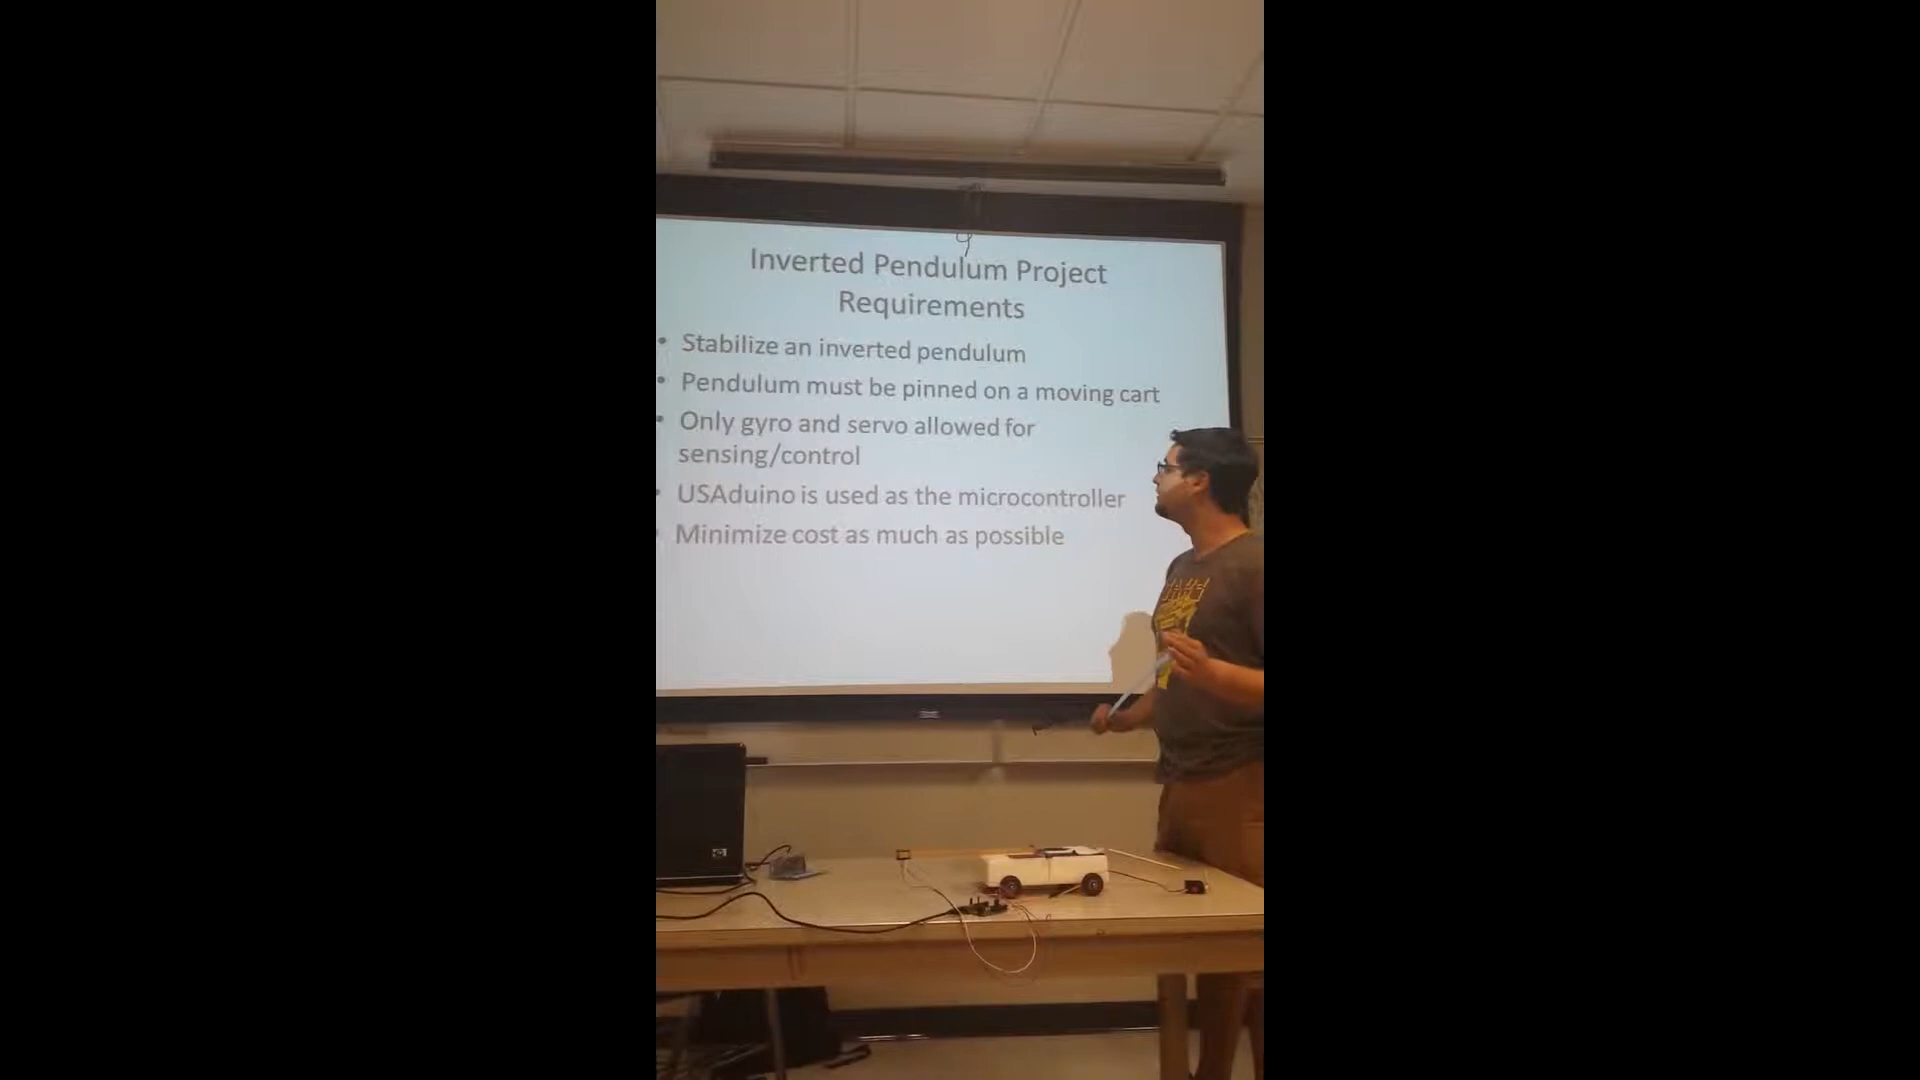 Inverted Pendulum Project
Requirements
• Stabilize an inverted pendulum
• Pendulum must be pinned on a moving cart
• Only gyro and servo allowed for
sensing/control
• USAduino is used as the microcontroller
• Minimize cost as much as possible
hp